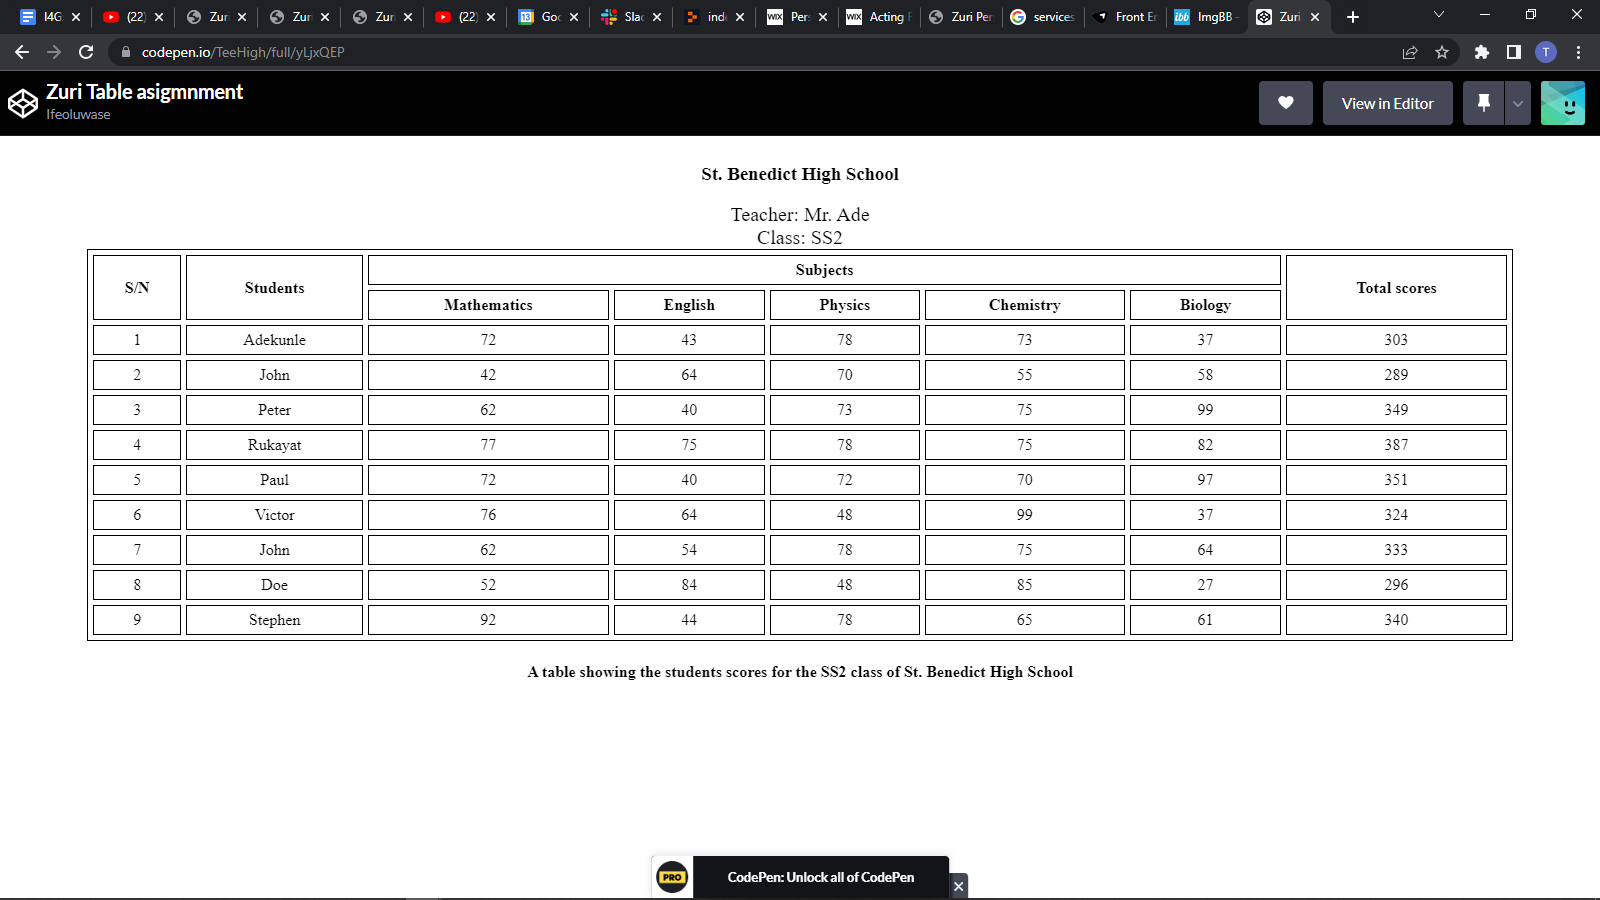 I4G (22) Zuri Zuri Zuri (22) Goo Slac inde Pers Acting F Zuri Per services Front En ImgBB - Zuri
codepen.io/TeeHigh/full/yLjxQEP
T
Zuri Table asigmnment
Ifeoluwase
View in Editor
St. Benedict High School
Teacher: Mr. Ade
Class: SS2
S/N Students Subjects Total scores
Mathematics English Physics Chemistry Biology
1 Adekunle 72 43 78 73 37 303
2 John 42 64 70 55 58 289
3 Peter 62 40 73 75 99 349
4 Rukayat 77 75 78 75 82 387
5 Paul 72 40 72 70 97 351
6 Victor 76 64 48 99 37 324
7 John 62 54 78 75 64 333
8 Doe 52 84 48 85 27 296
9 Stephen 92 44 78 65 61 340
A table showing the students scores for the SS2 class of St. Benedict High School
PRO CodePen: Unlock all of CodePen